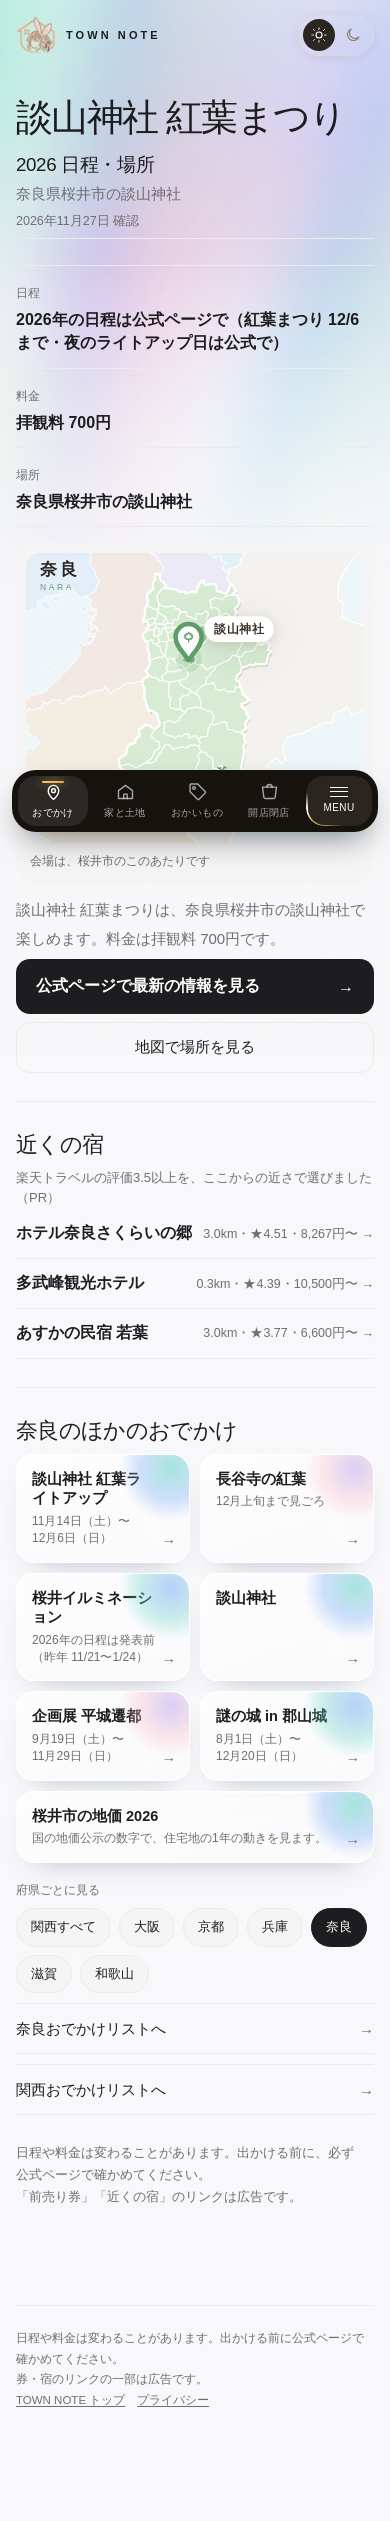 TOWN NOTE
談山神社 紅葉まつり
2026 日程・場所
奈良県桜井市の談山神社
2026年11月27日 確認
日程
2026年の日程は公式ページで（紅葉まつり 12/6
まで・夜のライトアップ日は公式で）
料金
拝観料 700円
場所
奈良県桜井市の談山神社
奈良
NARA
談山神社
おでかけ
家と土地
おかいもの
開店閉店
MENU
会場は、桜井市のこのあたりです
談山神社 紅葉まつりは、奈良県桜井市の談山神社で
楽しめます。料金は拝観料 700円です。
公式ページで最新の情報を見る →
地図で場所を見る
近くの宿
楽天トラベルの評価3.5以上を、ここからの近さで選びました
（PR）
ホテル奈良さくらいの郷 3.0km・★4.51・8,267円〜 →
多武峰観光ホテル 0.3km・★4.39・10,500円〜 →
あすかの民宿 若葉 3.0km・★3.77・6,600円〜 →
奈良のほかのおでかけ
談山神社 紅葉ラ
イトアップ
11月14日（土）〜
12月6日（日） →
長谷寺の紅葉
12月上旬まで見ごろ
→
桜井イルミネーシ
ョン
2026年の日程は発表前
（昨年 11/21〜1/24） →
談山神社
→
企画展 平城遷都
9月19日（土）〜
11月29日（日） →
謎の城 in 郡山城
8月1日（土）〜
12月20日（日） →
桜井市の地価 2026
国の地価公示の数字で、住宅地の1年の動きを見ます。 →
府県ごとに見る
関西すべて
大阪
京都
兵庫
奈良
滋賀
和歌山
奈良おでかけリストへ →
関西おでかけリストへ →
日程や料金は変わることがあります。出かける前に、必ず
公式ページで確かめてください。
「前売り券」「近くの宿」のリンクは広告です。
日程や料金は変わることがあります。出かける前に公式ページで
確かめてください。
券・宿のリンクの一部は広告です。
TOWN NOTE トップ プライバシー